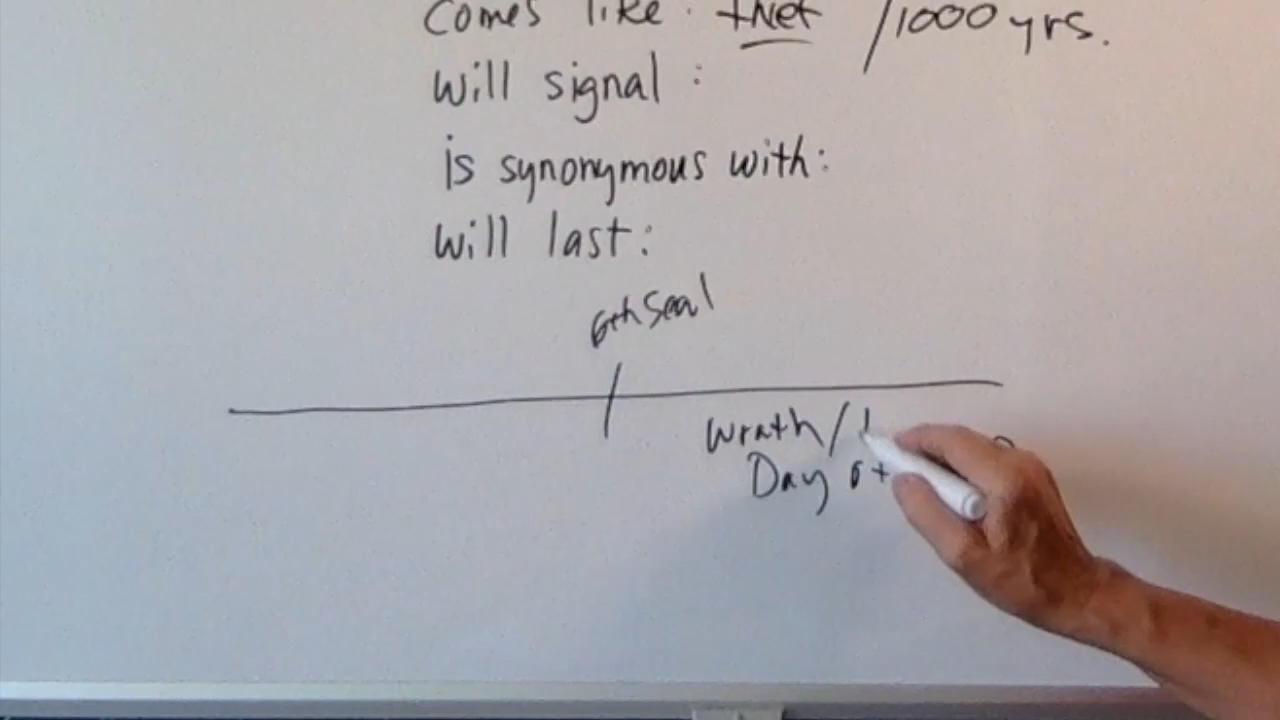 Comes like: thief /1000 yrs.
Will signal :
is synonymous with:
Will last:
6th Seal
Wrath/
Day of